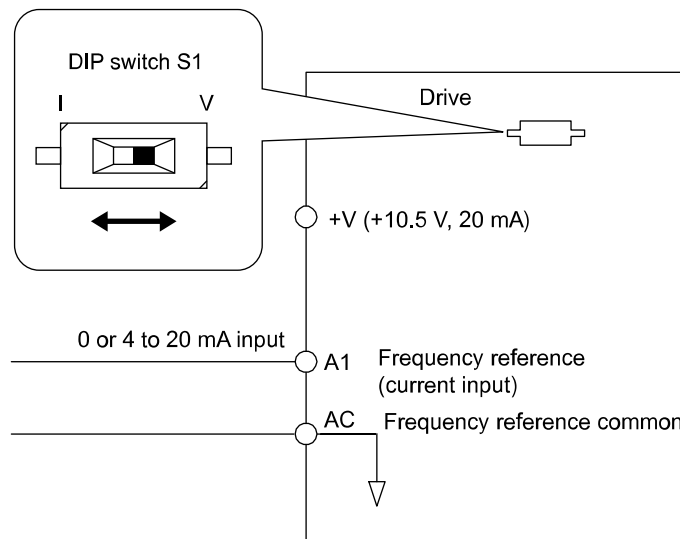 DIP switch S1
I V
Drive
+V (+10.5 V, 20 mA)
0 or 4 to 20 mA input
A1 Frequency reference
(current input)
AC Frequency reference common